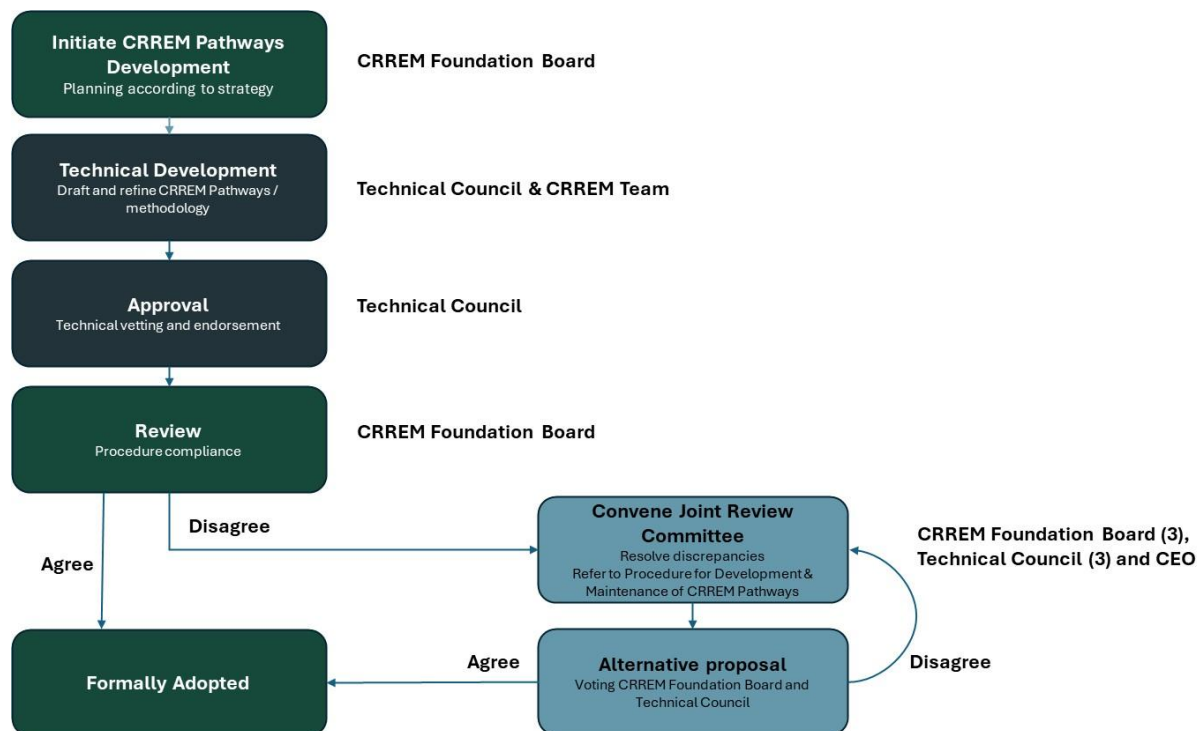 Initiate CRREM Pathways
Development
Planning according to strategy
CRREM Foundation Board
Technical Development
Draft and refine CRREM Pathways /
methodology
Technical Council & CRREM Team
Approval
Technical vetting and endorsement
Technical Council
Review
Procedure compliance
CRREM Foundation Board
Agree
Disagree
Convene Joint Review
Committee
Resolve discrepancies
Refer to Procedure for Development &
Maintenance of CRREM Pathways
CRREM Foundation Board (3),
Technical Council (3) and CEO
Formally Adopted
Agree
Alternative proposal
Voting CRREM Foundation Board and
Technical Council
Disagree